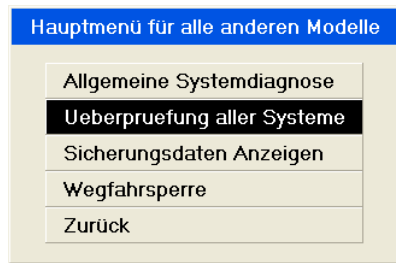 Hauptmenü für alle anderen Modelle
Allgemeine Systemdiagnose
Ueberpruefung aller Systeme
Sicherungsdaten Anzeigen
Wegfahrsperre
Zurück